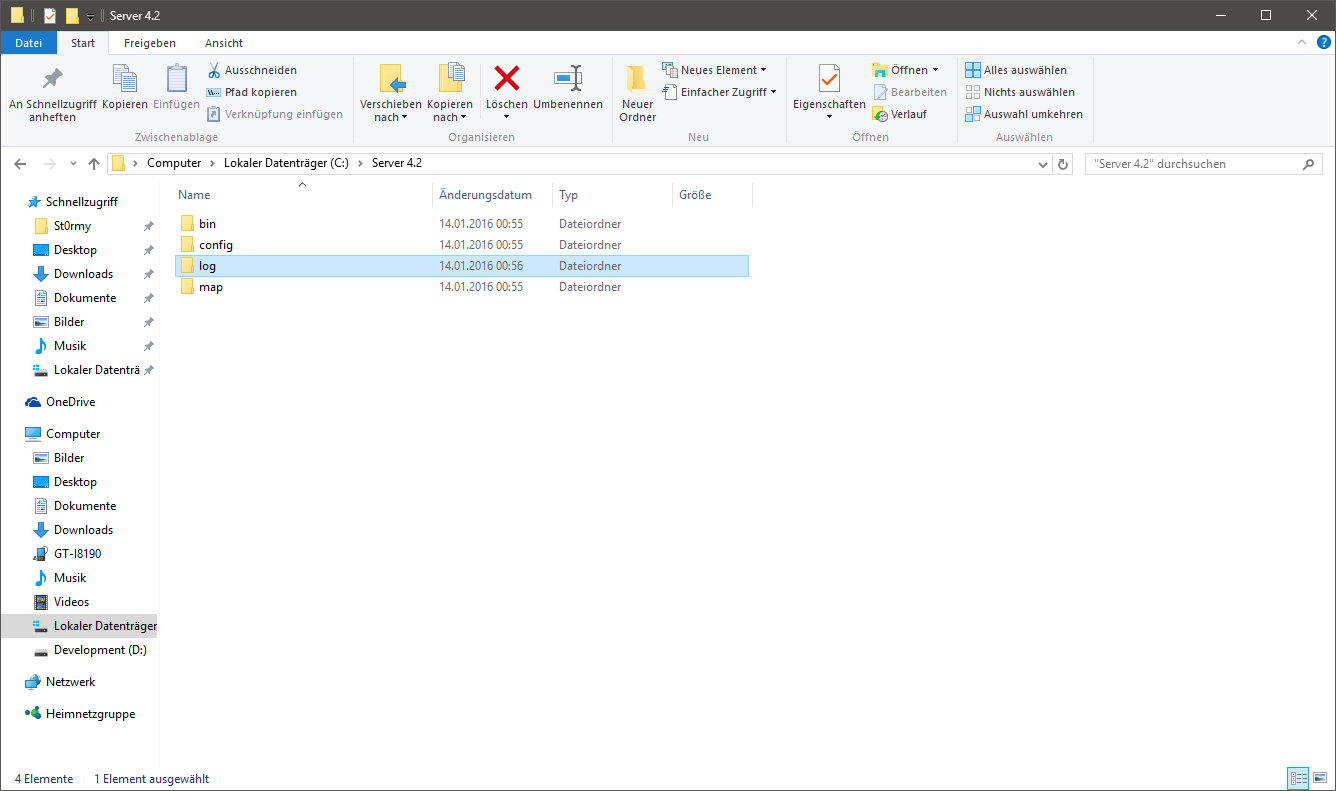 Server 4.2
Datei Start Freigeben Ansicht
An Schnellzugriff anheften
Kopieren
Einfügen
Ausschneiden
Pfad kopieren
Verknüpfung einfügen
Zwischenablage
Verschieben nach
Kopieren nach
Löschen
Umbenennen
Organisieren
Neuer Ordner
Neues Element
Einfacher Zugriff
Neu
Eigenschaften
Öffnen
Bearbeiten
Verlauf
Öffnen
Alles auswählen
Nichts auswählen
Auswahl umkehren
Auswählen
Computer > Lokaler Datenträger (C:) > Server 4.2
"Server 4.2" durchsuchen
Schnellzugriff
St0rmy
Desktop
Downloads
Dokumente
Bilder
Musik
Lokaler Datenträ
OneDrive
Computer
Bilder
Desktop
Dokumente
Downloads
GT-I8190
Musik
Videos
Lokaler Datenträger
Development (D:)
Netzwerk
Heimnetzgruppe
Name Änderungsdatum Typ Größe
bin 14.01.2016 00:55 Dateiordner
config 14.01.2016 00:55 Dateiordner
log 14.01.2016 00:56 Dateiordner
map 14.01.2016 00:55 Dateiordner
4 Elemente 1 Element ausgewählt